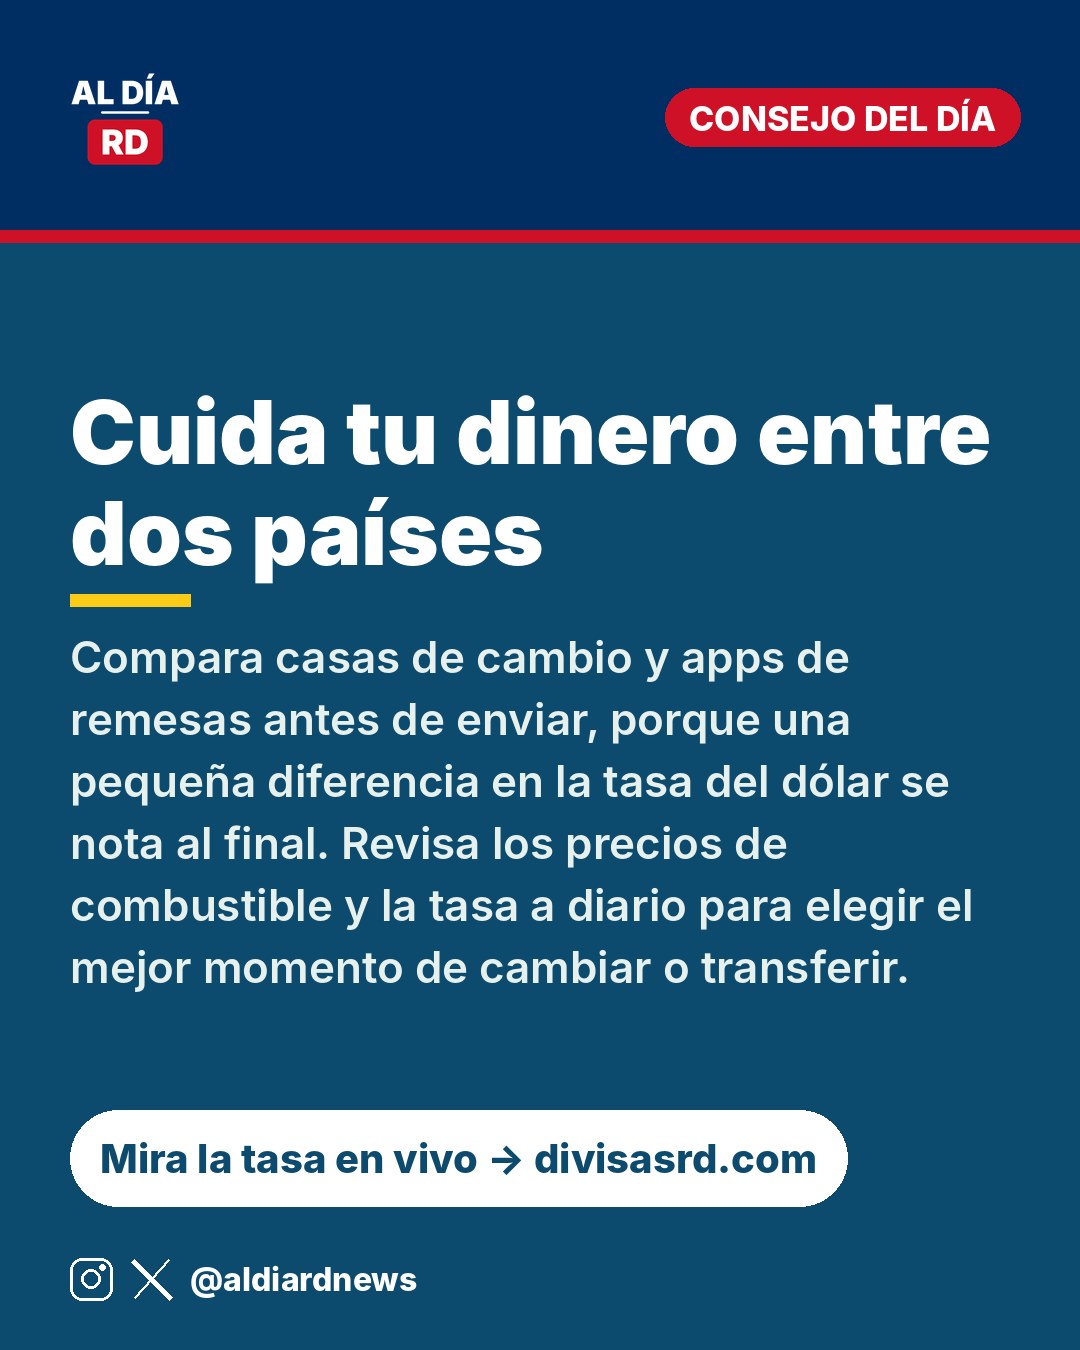 AL DÍA
RD
CONSEJO DEL DÍA
Cuida tu dinero entre
dos países
Compara casas de cambio y apps de
remesas antes de enviar, porque una
pequeña diferencia en la tasa del dólar se
nota al final. Revisa los precios de
combustible y la tasa a diario para elegir el
mejor momento de cambiar o transferir.
Mira la tasa en vivo → divisasrd.com
@aldiardnews